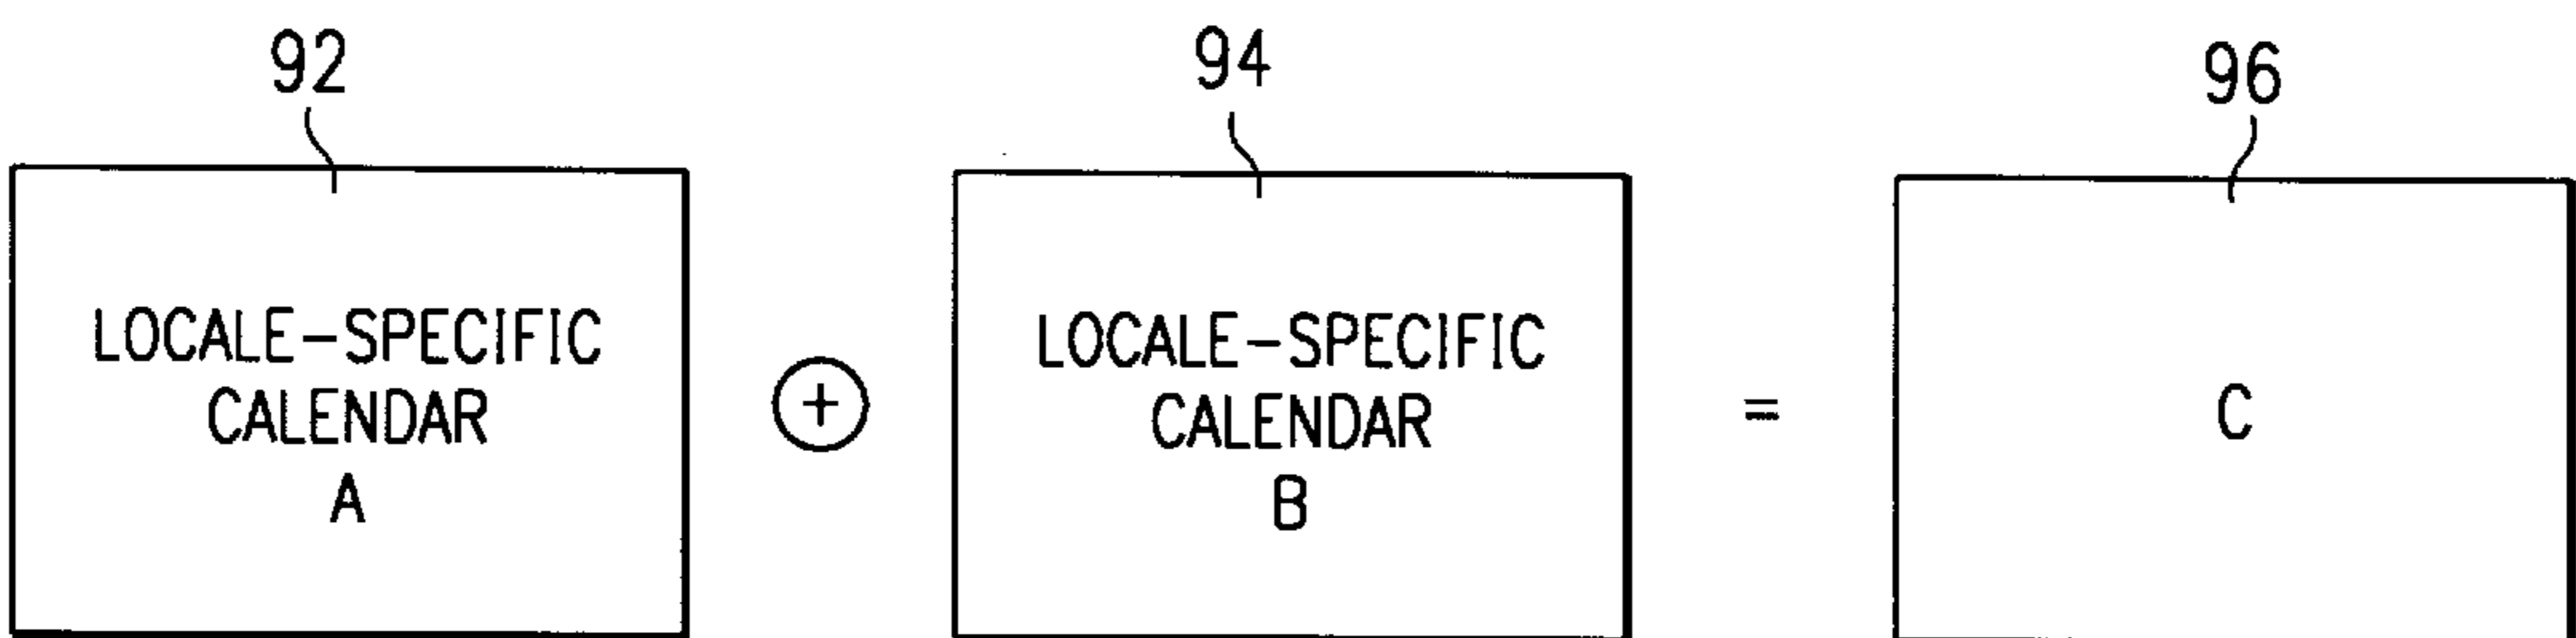 92
94
96
LOCALE-SPECIFIC
CALENDAR
A
+
LOCALE-SPECIFIC
CALENDAR
B
=
C